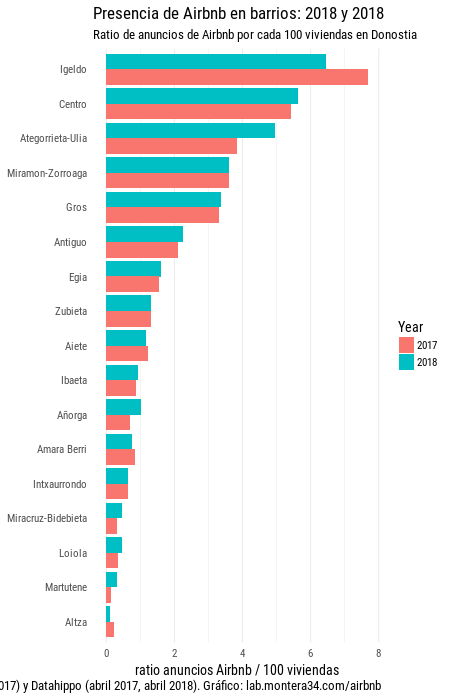 Presencia de Airbnb en barrios: 2018 y 2018
Ratio de anuncios de Airbnb por cada 100 viviendas en Donostia
Igeldo
Centro
Ategorrieta-Ulia
Miramon-Zorroaga
Gros
Antiguo
Egia
Zubieta
Aiete
Ibaeta
Añorga
Amara Berri
Intxaurrondo
Miracruz-Bidebieta
Loiola
Martutene
Altza
Year
2017
2018
0 2 4 6 8
ratio anuncios Airbnb / 100 viviendas
017) y Datahippo (abril 2017, abril 2018). Gráfico: lab.montera34.com/airbnb